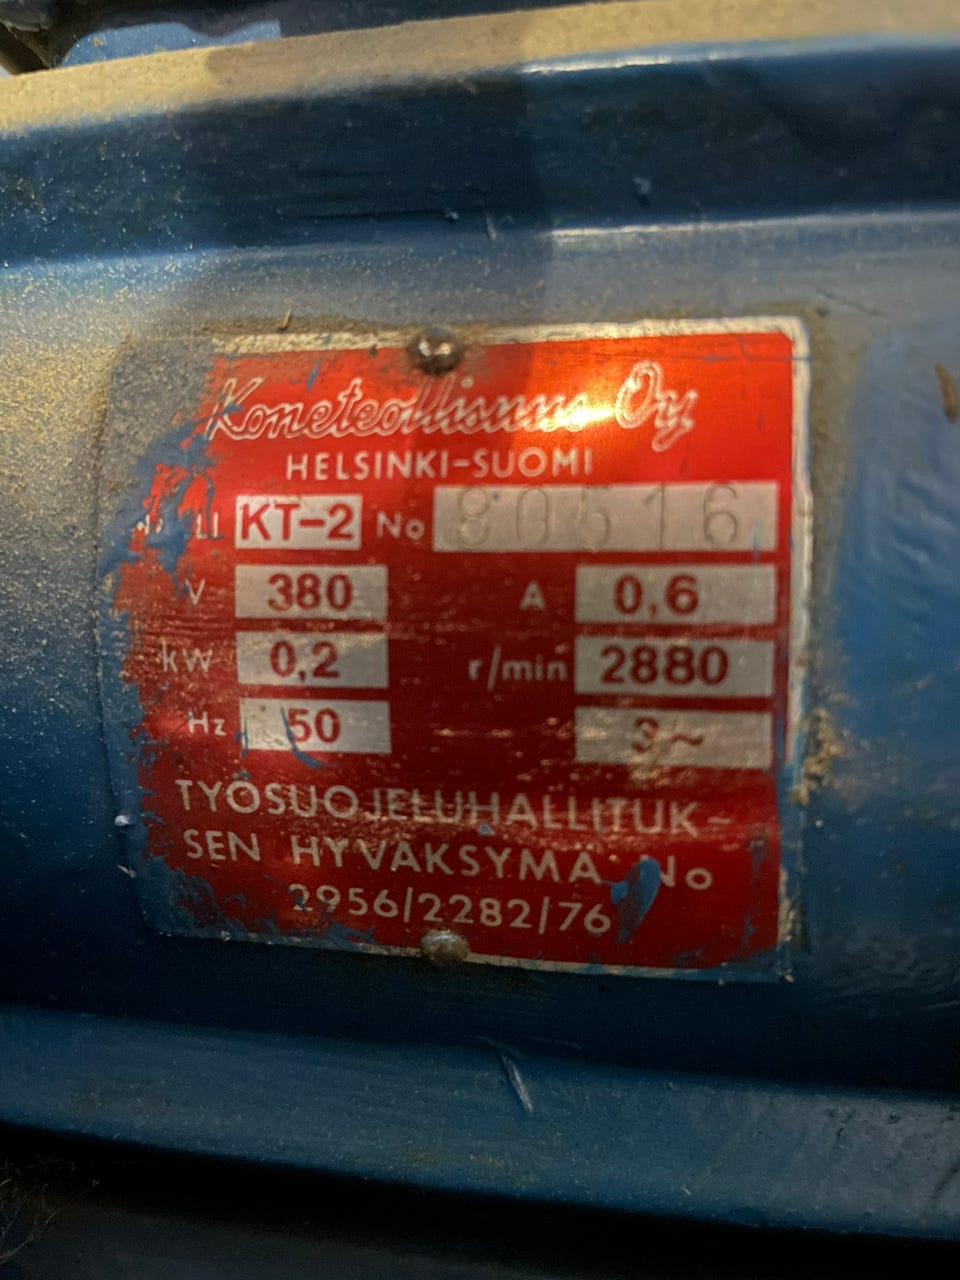 Koneteollisuus Oy
HELSINKI-SUOMI
LI KT-2 No 80516
V 380 A 0,6
kW 0,2 r/min 2880
Hz 50 3~
TYÖSUOJELUHALLITUK-
SEN HYVÄKSYMÄ No
2956/2282/76